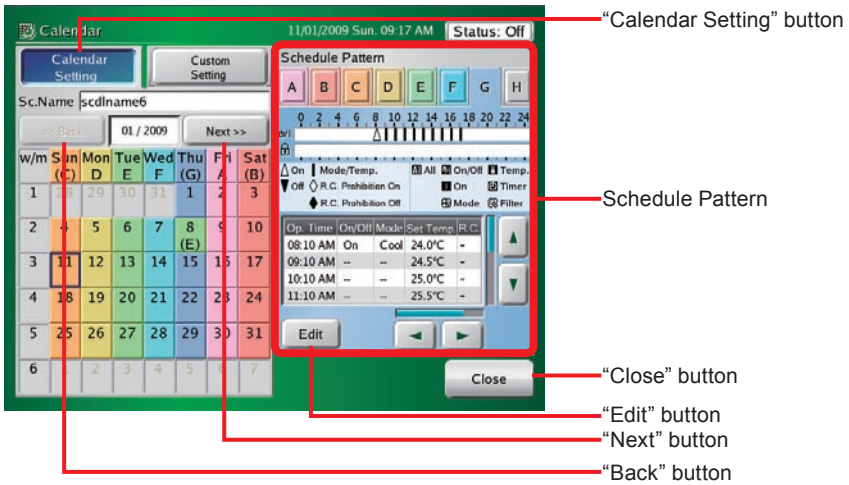 Calendar 11/01/2009 Sun. 09:17 AM Status: Off
"Calendar Setting" button
Calendar Setting Custom Setting
Sc.Name scdlname6
<< Back 01 / 2009 Next >>
w/m Sun (C) Mon D Tue E Wed F Thu (G) Fri A Sat (B)
1 28 29 30 31 1 2 3
2 4 5 6 7 8 (E) 9 10
3 11 12 13 14 15 16 17
4 18 19 20 21 22 23 24
5 25 26 27 28 29 30 31
6 1 2 3 4 5 6 7
Schedule Pattern
A B C D E F G H
0 2 4 6 8 10 12 14 16 18 20 22 24
On Mode/Temp. All On/Off Temp.
Off R.C. Prohibition On On Timer
R.C. Prohibition Off Mode Filter
Op. Time On/Off Mode Set Temp. R.C.
08:10 AM On Cool 24.0°C -
09:10 AM -- -- 24.5°C -
10:10 AM -- -- 25.0°C -
11:10 AM -- -- 25.5°C -
Edit
Close
Schedule Pattern
"Close" button
"Edit" button
"Next" button
"Back" button